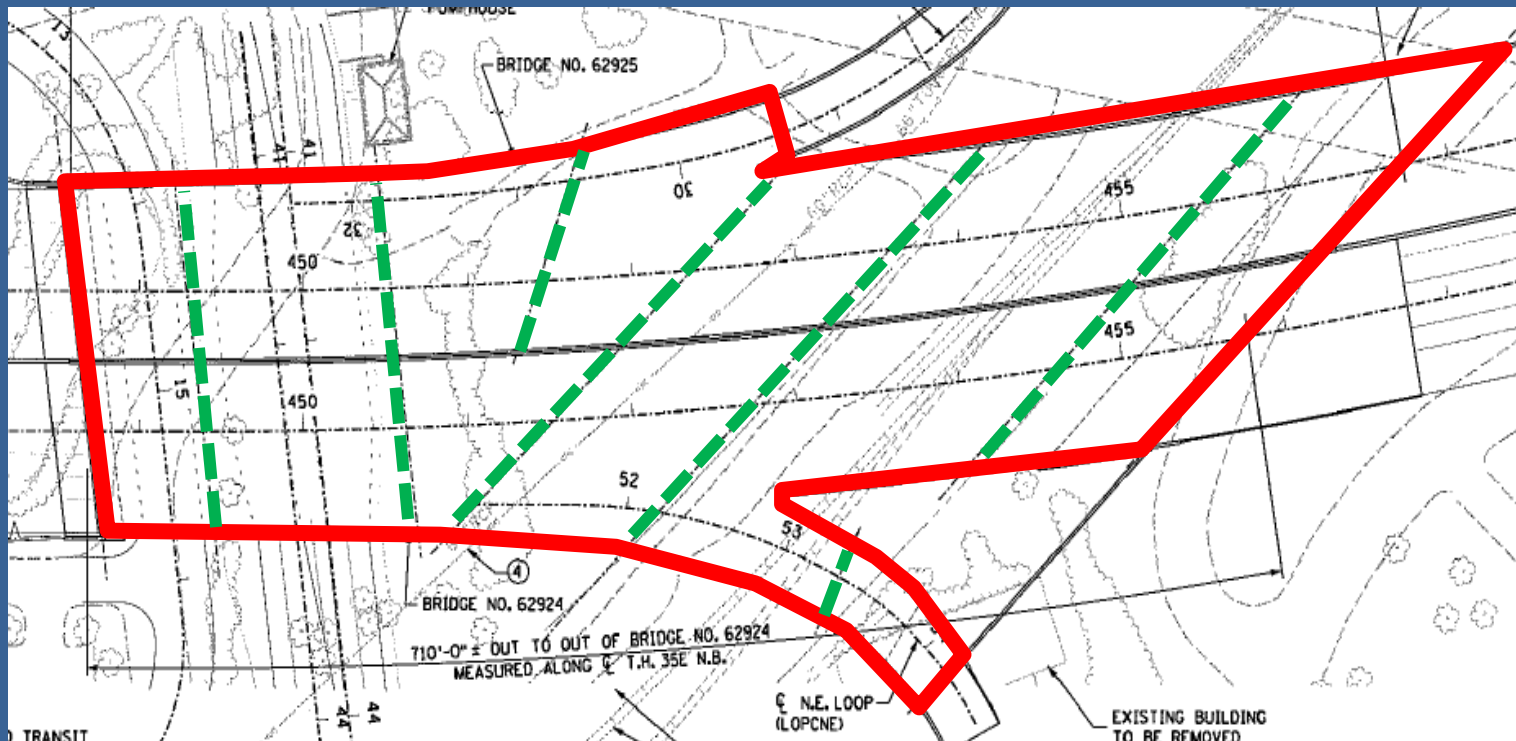 PUMPHOUSE
13
BRIDGE NO. 62925
41
41
30
32
455
450
455
15
450
52
53
4
BRIDGE NO. 62924
710'-0" ± OUT TO OUT OF BRIDGE NO. 62924
MEASURED ALONG ℄ T.H. 35E N.B.
℄ N.E. LOOP
(LOPCNE)
EXISTING BUILDING
TO BE REMOVED
44
44
TRANSIT